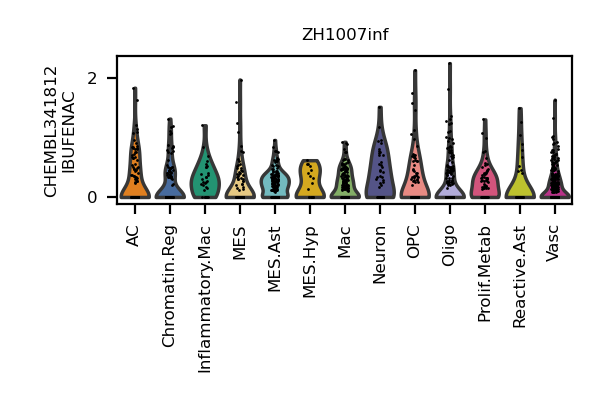 ZH1007inf
CHEMBL341812
IBUFENAC
2
0
AC
Chromatin.Reg
Inflammatory.Mac
MES
MES.Ast
MES.Hyp
Mac
Neuron
OPC
Oligo
Prolif.Metab
Reactive.Ast
Vasc